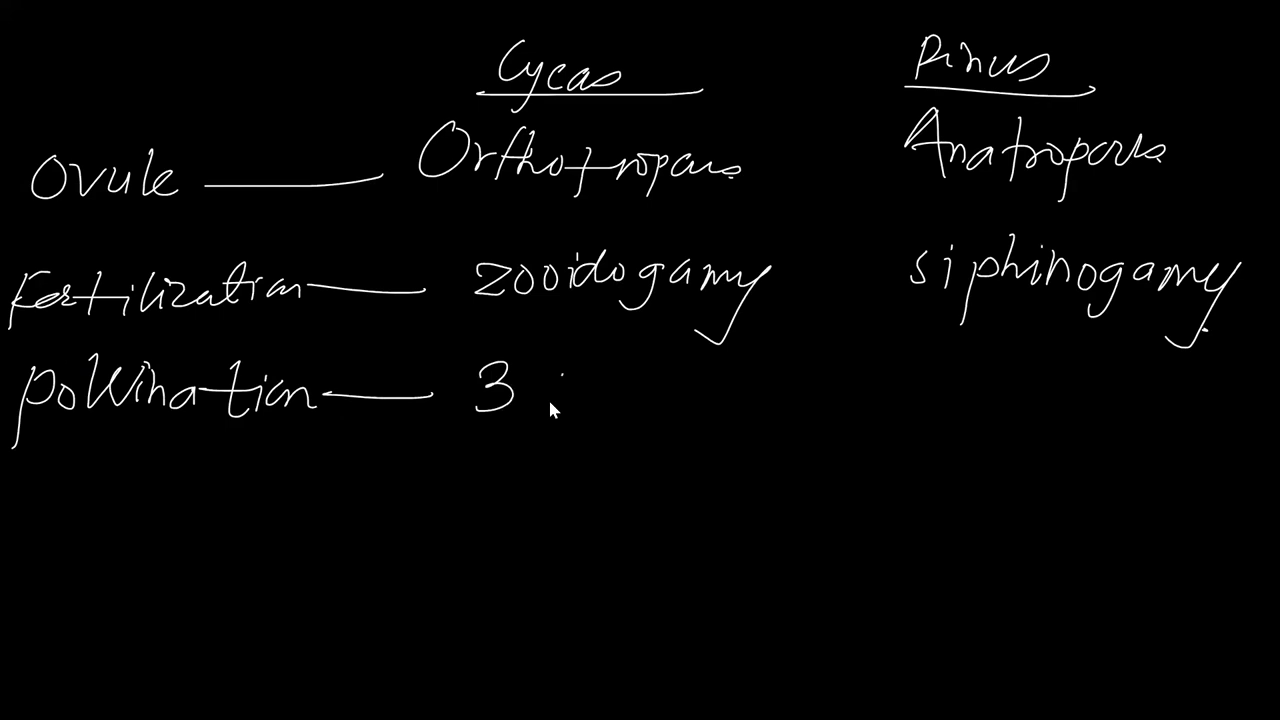 Cycas Pinus
Ovule — Orthotropous Anatropous
Fertilization — zooidogamy siphinogamy
pollination — 3